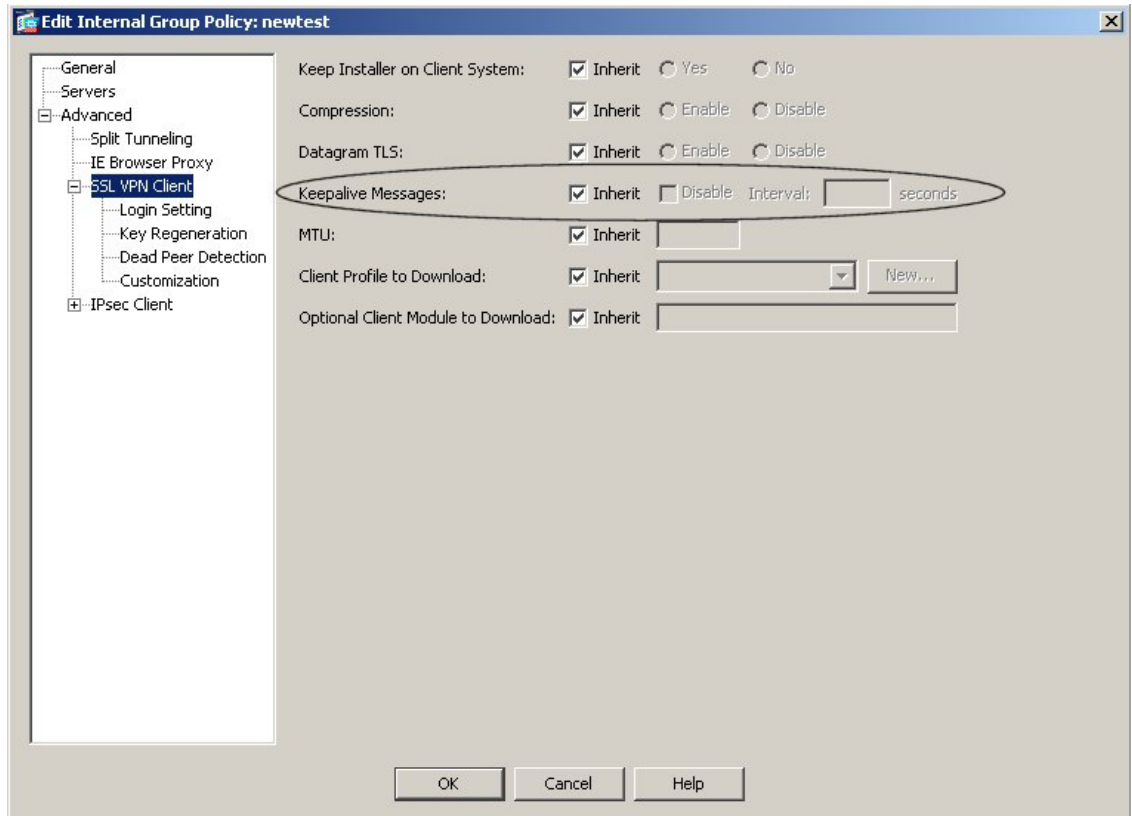 Edit Internal Group Policy: newtest
General
Servers
Advanced
Split Tunneling
IE Browser Proxy
SSL VPN Client
Login Setting
Key Regeneration
Dead Peer Detection
Customization
IPsec Client
Keep Installer on Client System: Inherit Yes No
Compression: Inherit Enable Disable
Datagram TLS: Inherit Enable Disable
Keepalive Messages: Inherit Disable Interval: seconds
MTU: Inherit
Client Profile to Download: Inherit New...
Optional Client Module to Download: Inherit
OK Cancel Help